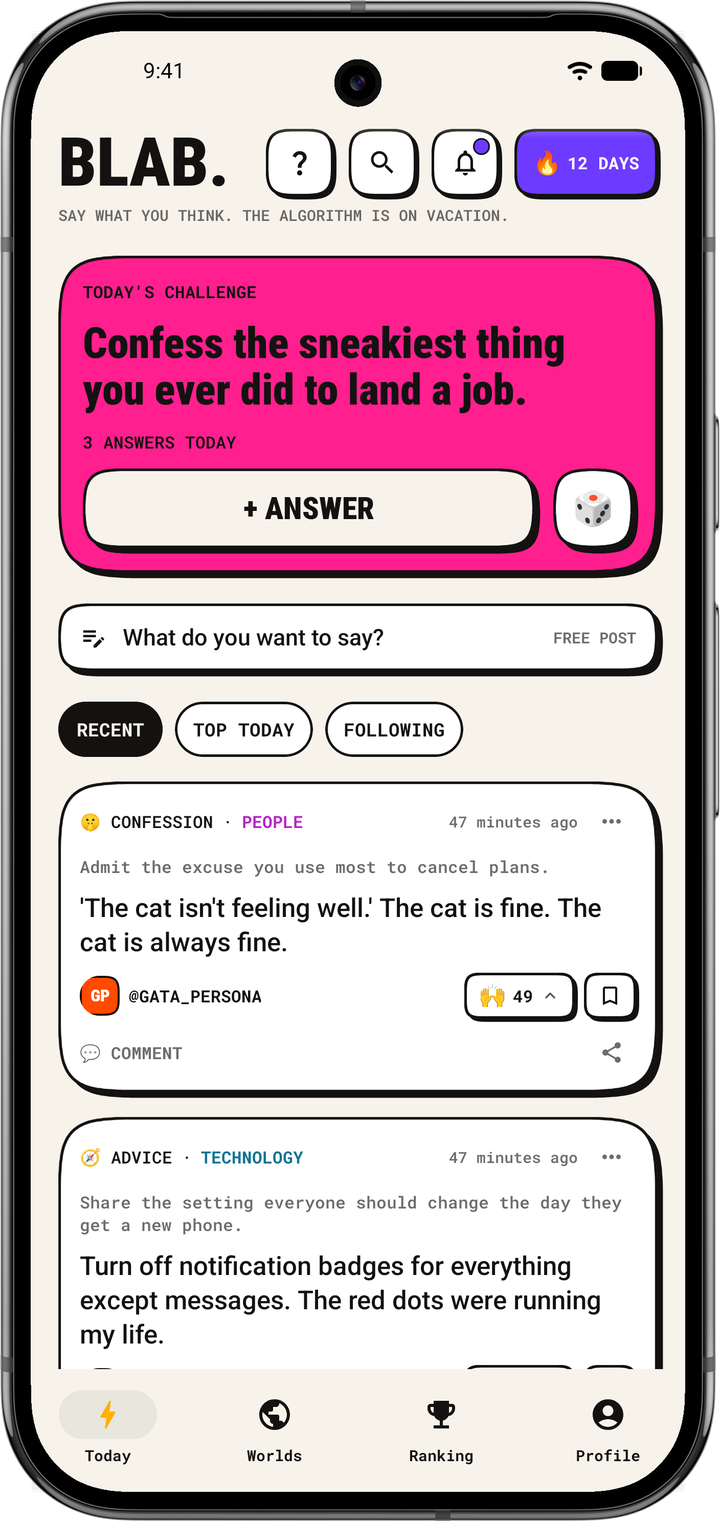 9:41
BLAB.
?
🔥 12 DAYS
SAY WHAT YOU THINK. THE ALGORITHM IS ON VACATION.
TODAY'S CHALLENGE
Confess the sneakiest thing
you ever did to land a job.
3 ANSWERS TODAY
+ ANSWER
What do you want to say?
FREE POST
RECENT
TOP TODAY
FOLLOWING
🤫 CONFESSION · PEOPLE
47 minutes ago
Admit the excuse you use most to cancel plans.
'The cat isn't feeling well.' The cat is fine. The
cat is always fine.
GP
@GATA_PERSONA
🙌 49
💬 COMMENT
🧭 ADVICE · TECHNOLOGY
47 minutes ago
Share the setting everyone should change the day they
get a new phone.
Turn off notification badges for everything
except messages. The red dots were running
my life.
Today
Worlds
Ranking
Profile